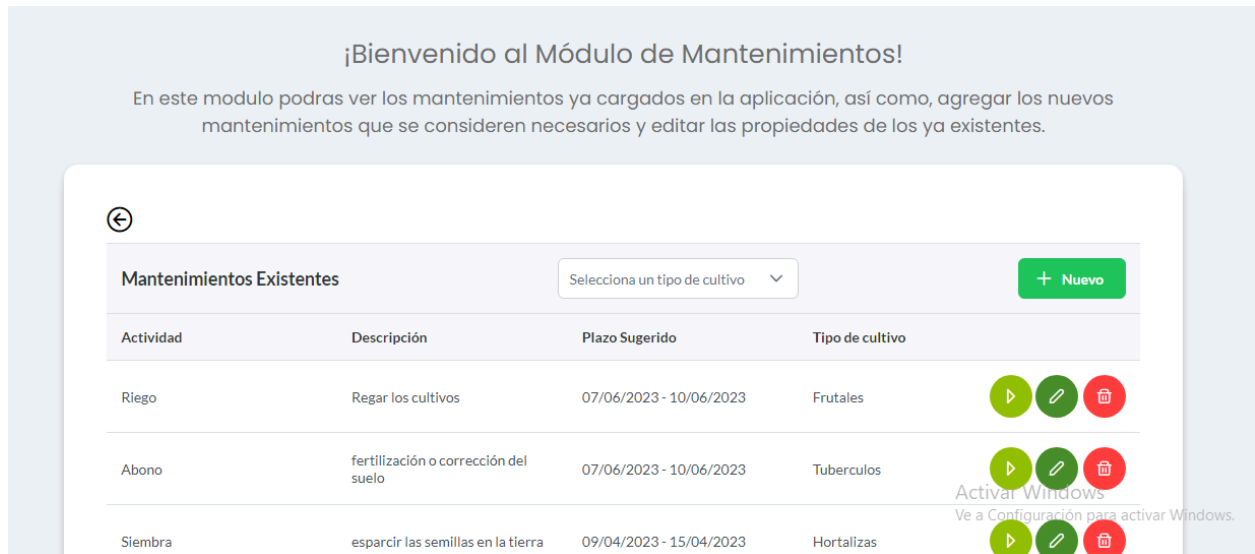 ¡Bienvenido al Módulo de Mantenimientos!
En este modulo podras ver los mantenimientos ya cargados en la aplicación, así como, agregar los nuevos
mantenimientos que se consideren necesarios y editar las propiedades de los ya existentes.
Mantenimientos Existentes
Selecciona un tipo de cultivo
Nuevo
Actividad Descripción Plazo Sugerido Tipo de cultivo
Riego Regar los cultivos 07/06/2023 - 10/06/2023 Frutales
Abono fertilización o corrección del
suelo 07/06/2023 - 10/06/2023 Tuberculos
Activar Windows
Ve a Configuración para activar Windows.
Siembra esparcir las semillas en la tierra 09/04/2023 - 15/04/2023 Hortalizas